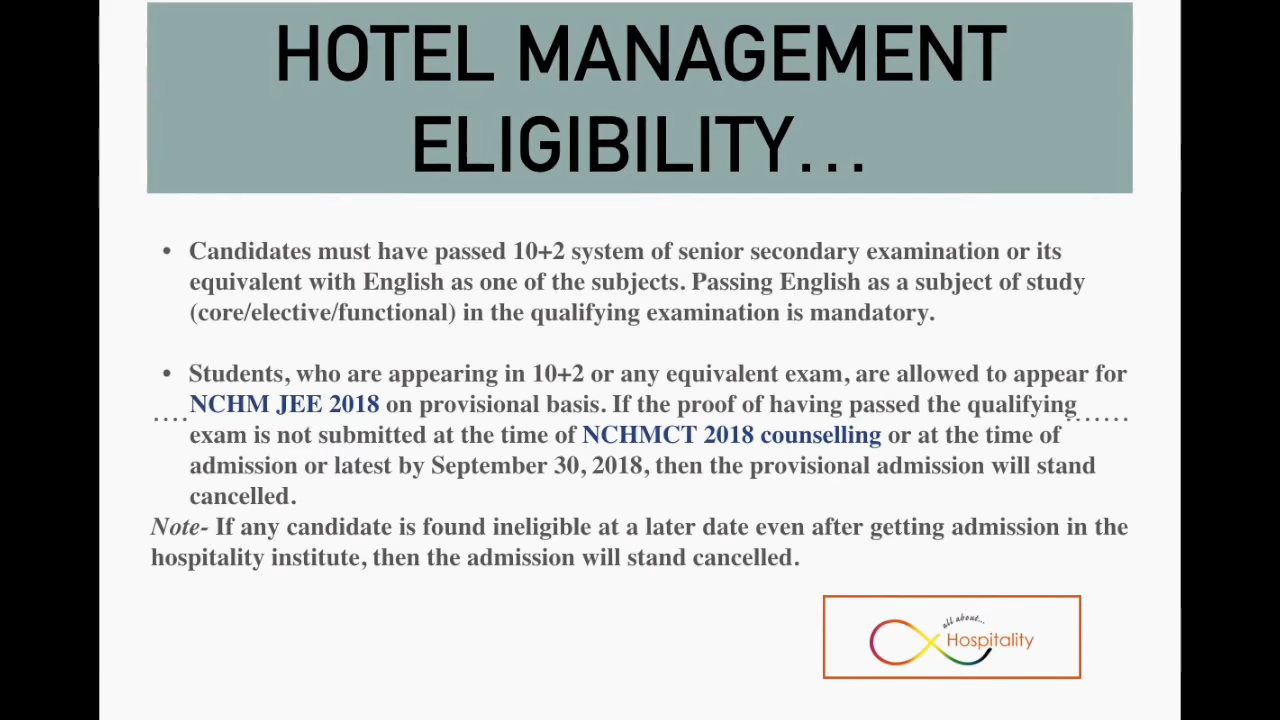 HOTEL MANAGEMENT
ELIGIBILITY...
• Candidates must have passed 10+2 system of senior secondary examination or its
equivalent with English as one of the subjects. Passing English as a subject of study
(core/elective/functional) in the qualifying examination is mandatory.
• Students, who are appearing in 10+2 or any equivalent exam, are allowed to appear for
NCHM JEE 2018 on provisional basis. If the proof of having passed the qualifying
exam is not submitted at the time of NCHMCT 2018 counselling or at the time of
admission or latest by September 30, 2018, then the provisional admission will stand
cancelled.
Note- If any candidate is found ineligible at a later date even after getting admission in the
hospitality institute, then the admission will stand cancelled.
all about...
Hospitality